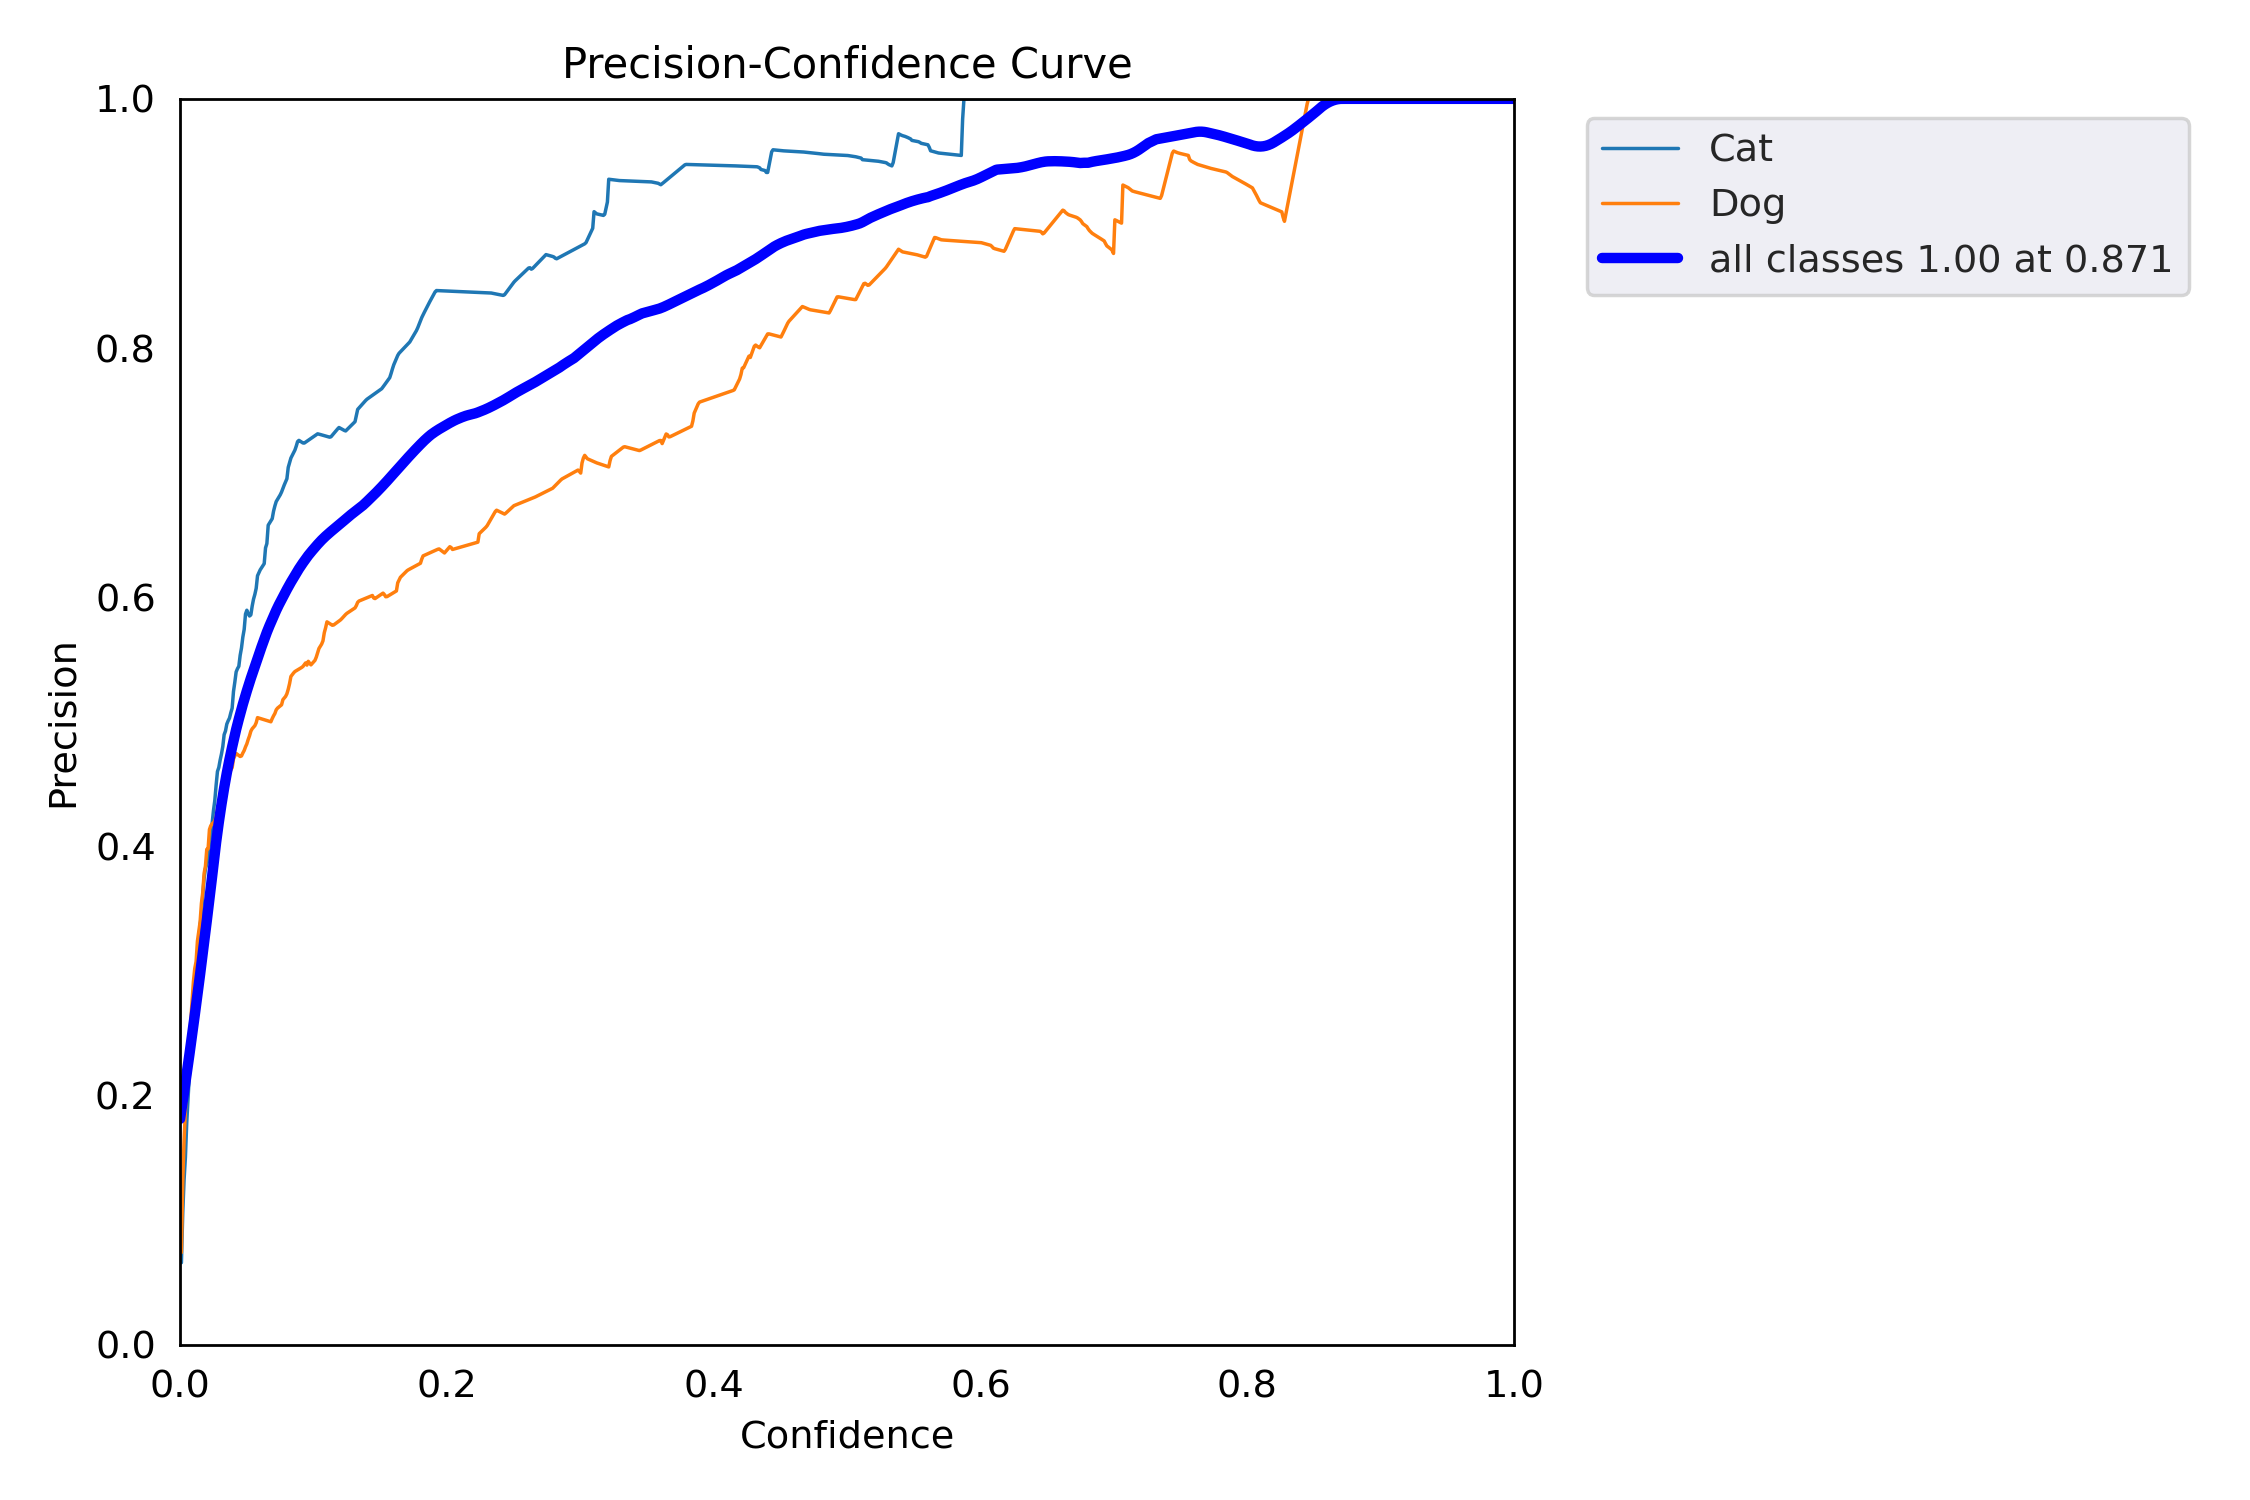 Precision-Confidence Curve
1.0
0.8
0.6
0.4
0.2
0.0
Precision
0.0 0.2 0.4 0.6 0.8 1.0
Confidence
Cat
Dog
all classes 1.00 at 0.871